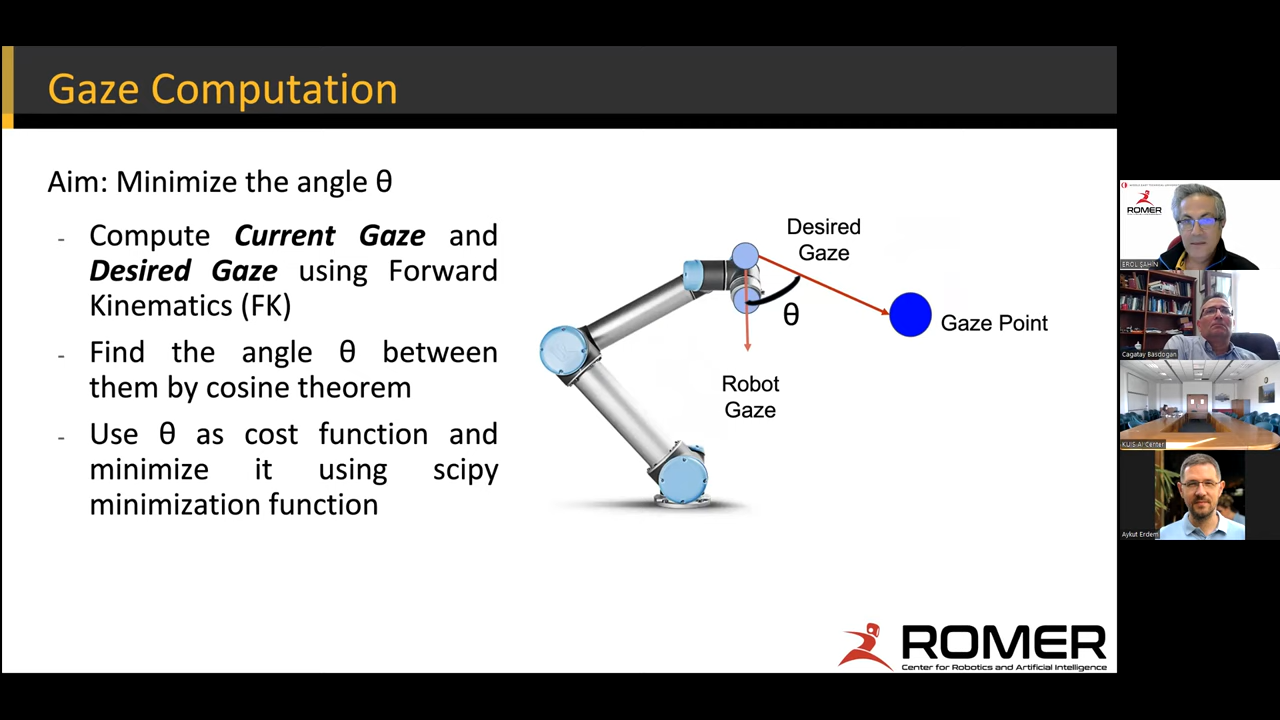 Gaze Computation
Aim: Minimize the angle θ
- Compute Current Gaze and
Desired Gaze using Forward
Kinematics (FK)
- Find the angle θ between
them by cosine theorem
- Use θ as cost function and
minimize it using scipy
minimization function
Desired
Gaze
θ
Gaze Point
Robot
Gaze
ROMER
Center for Robotics and Artificial Intelligence
ROMER
EROL ŞAHİN
Cagatay Basdogan
KUIS AI Center
Aykut Erdem